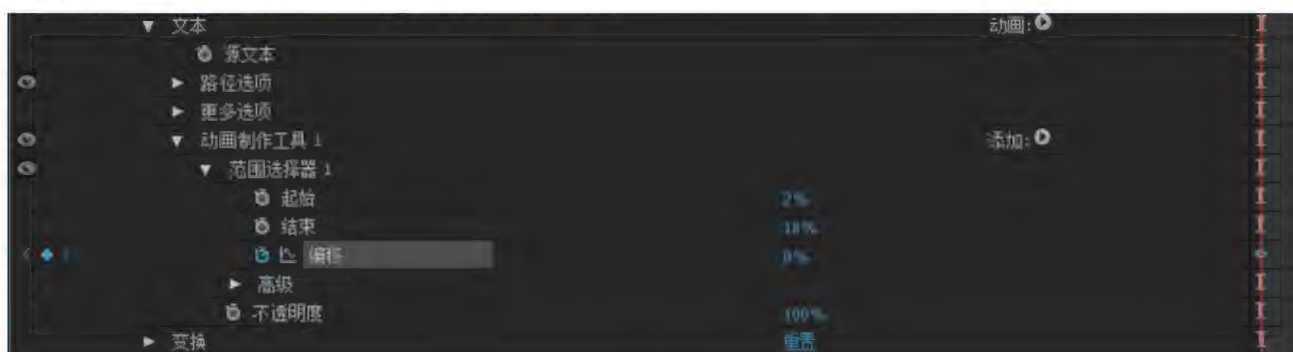 文本 动画:
源文本
路径选项
更多选项
动画制作工具 1 添加:
范围选择器 1
起始 2%
结束 18%
偏移 0%
高级
不透明度 100%
变换 重置